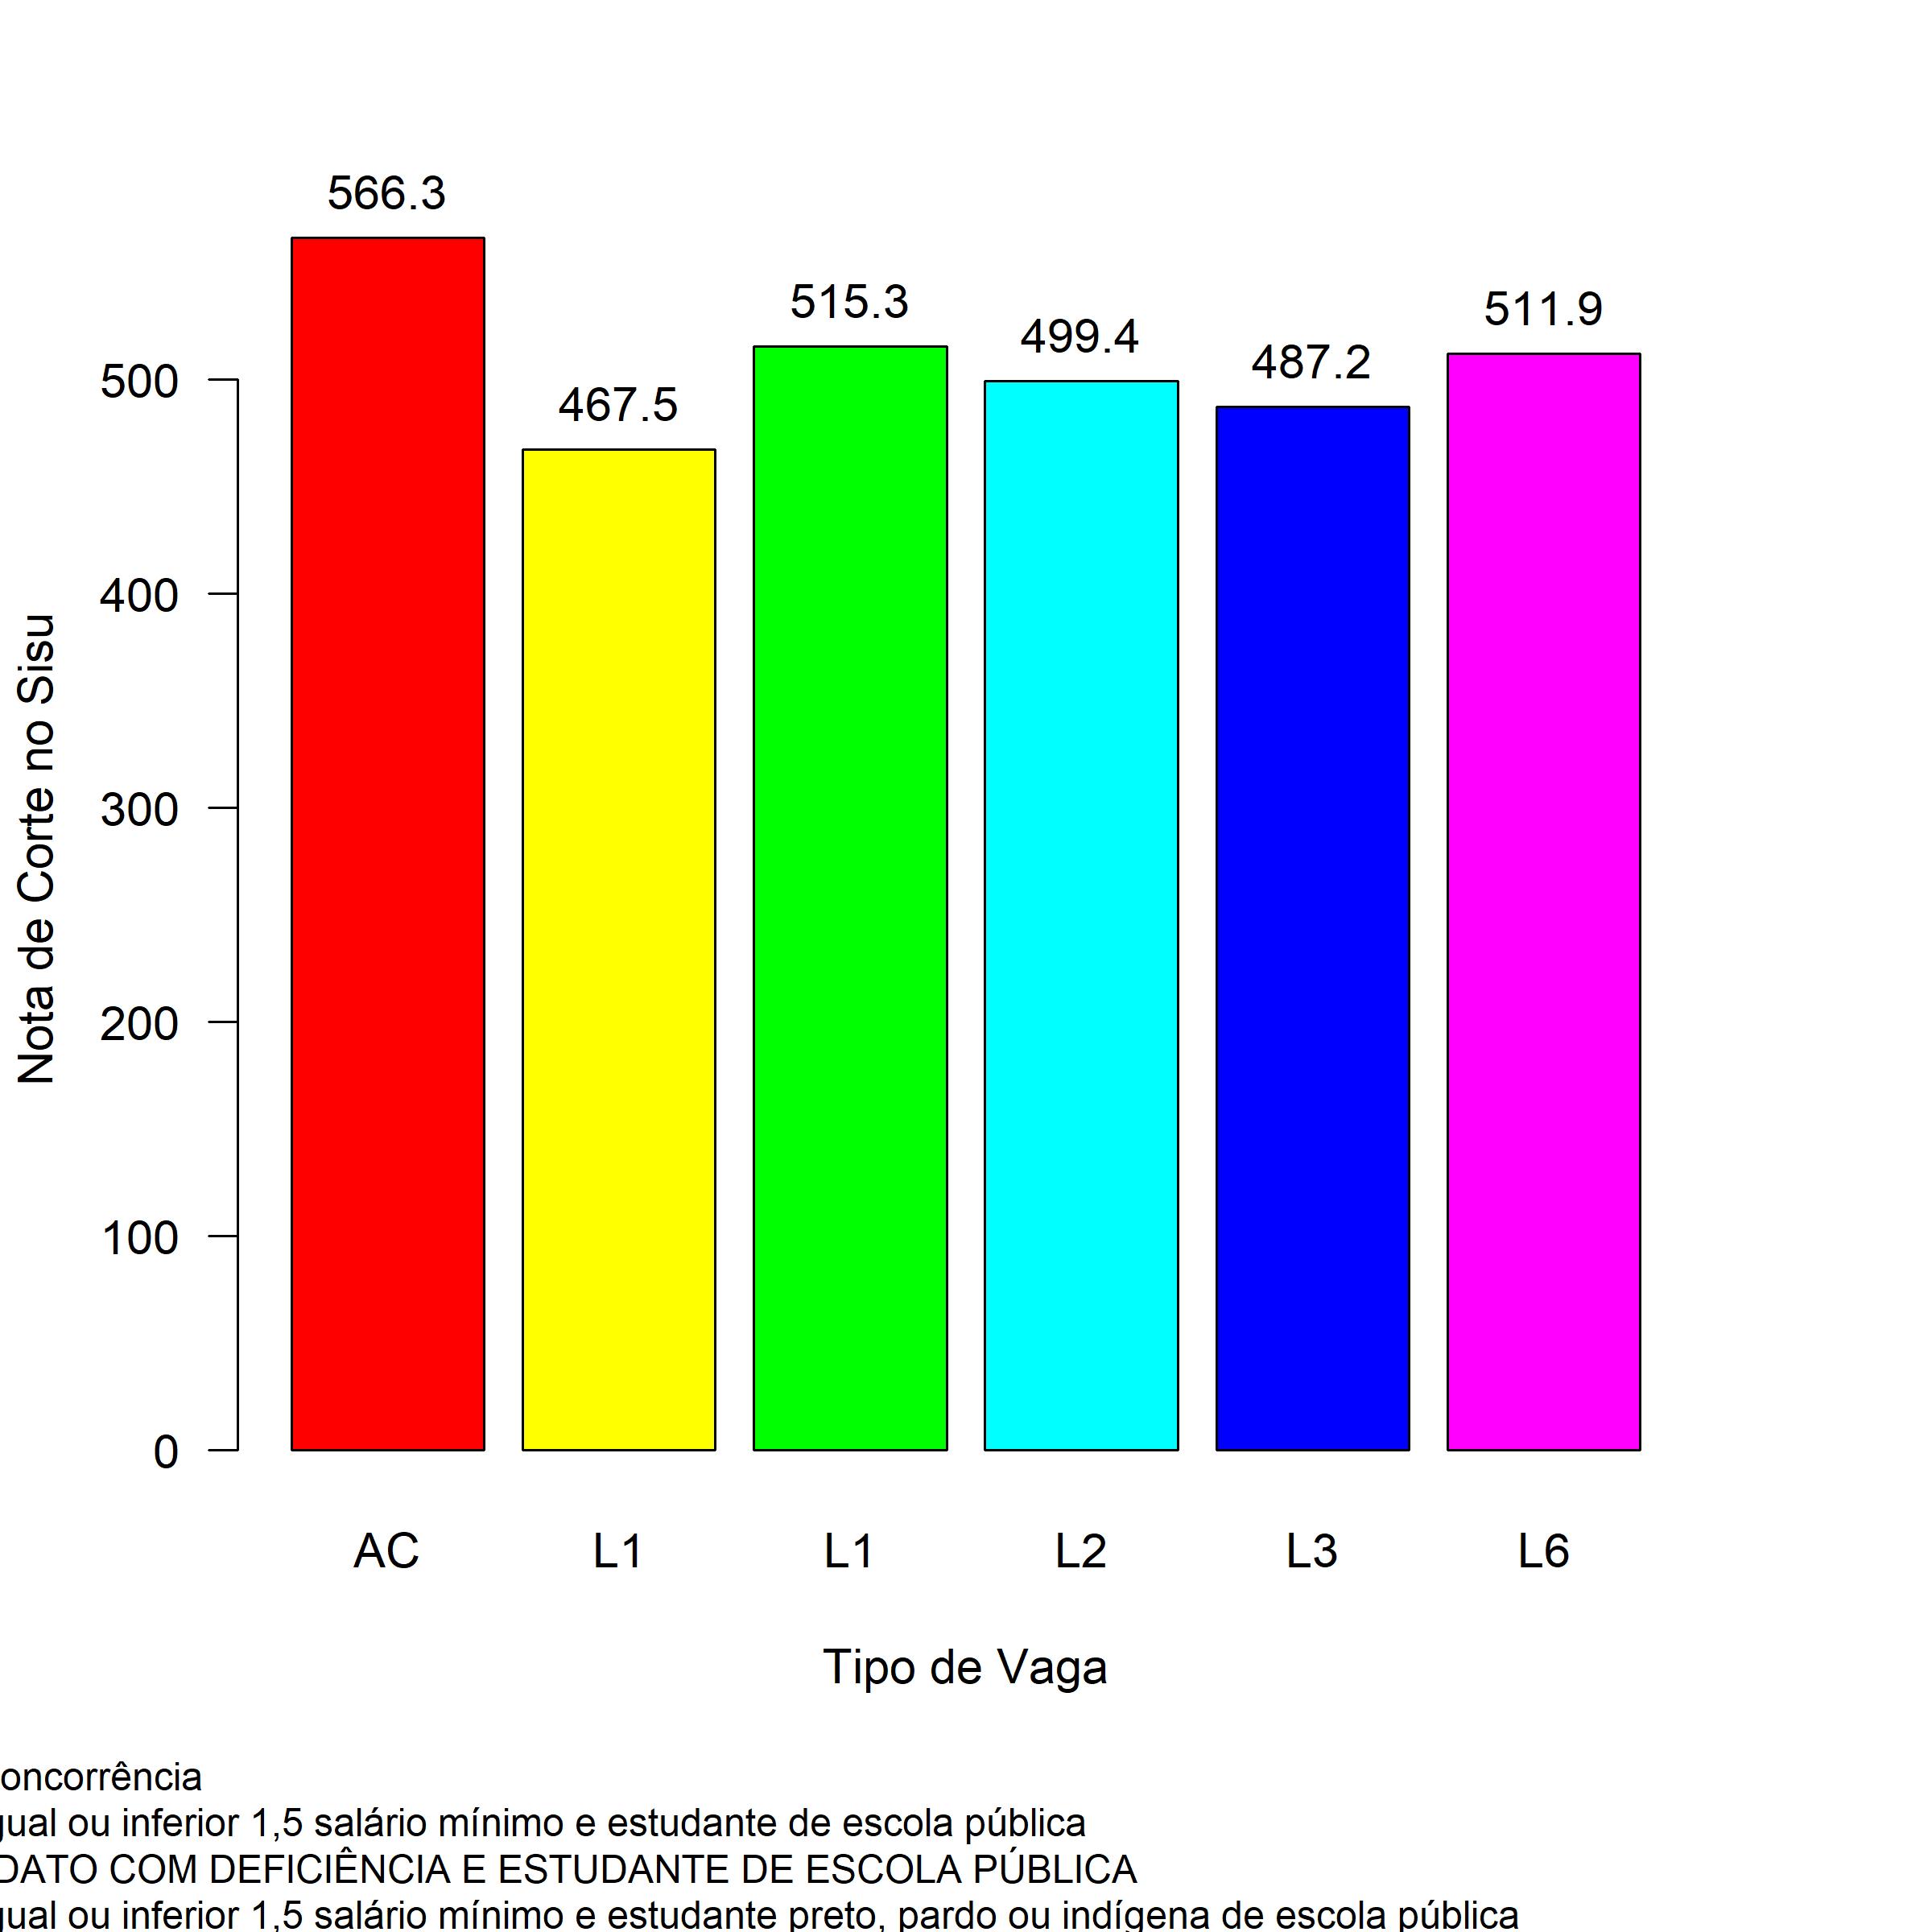 566.3
467.5
515.3
499.4
487.2
511.9
500
400
300
200
100
0
Nota de Corte no Sisu
AC L1 L1 L2 L3 L6
Tipo de Vaga
oncorrência
gual ou inferior 1,5 salário mínimo e estudante de escola pública
DATO COM DEFICIÊNCIA E ESTUDANTE DE ESCOLA PÚBLICA
gual ou inferior 1,5 salário mínimo e estudante preto, pardo ou indígena de escola pública